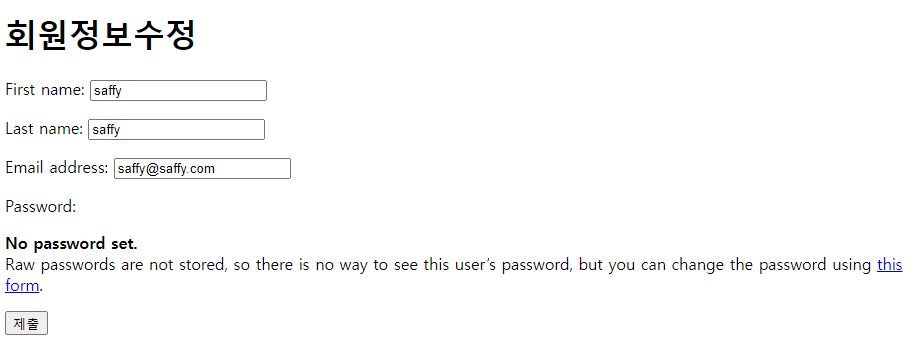 회원정보수정
First name: saffy
Last name: saffy
Email address: saffy@saffy.com
Password:
No password set.
Raw passwords are not stored, so there is no way to see this user's password, but you can change the password using this
form.
제출